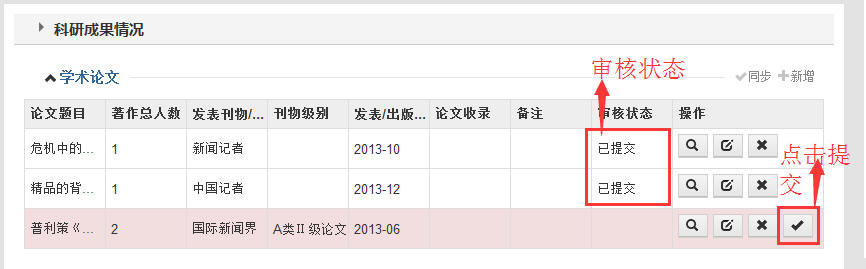 科研成果情况
审核状态
学术论文 同步 新增
论文题目 著作总人数 发表刊物/... 刊物级别 发表/出版... 论文收录 备注 审核状态 操作
危机中的... 1 新闻记者 2013-10 已提交
点击提交
精品的背... 1 中国记者 2013-12 已提交
普利策《... 2 国际新闻界 A类Ⅱ级论文 2013-06